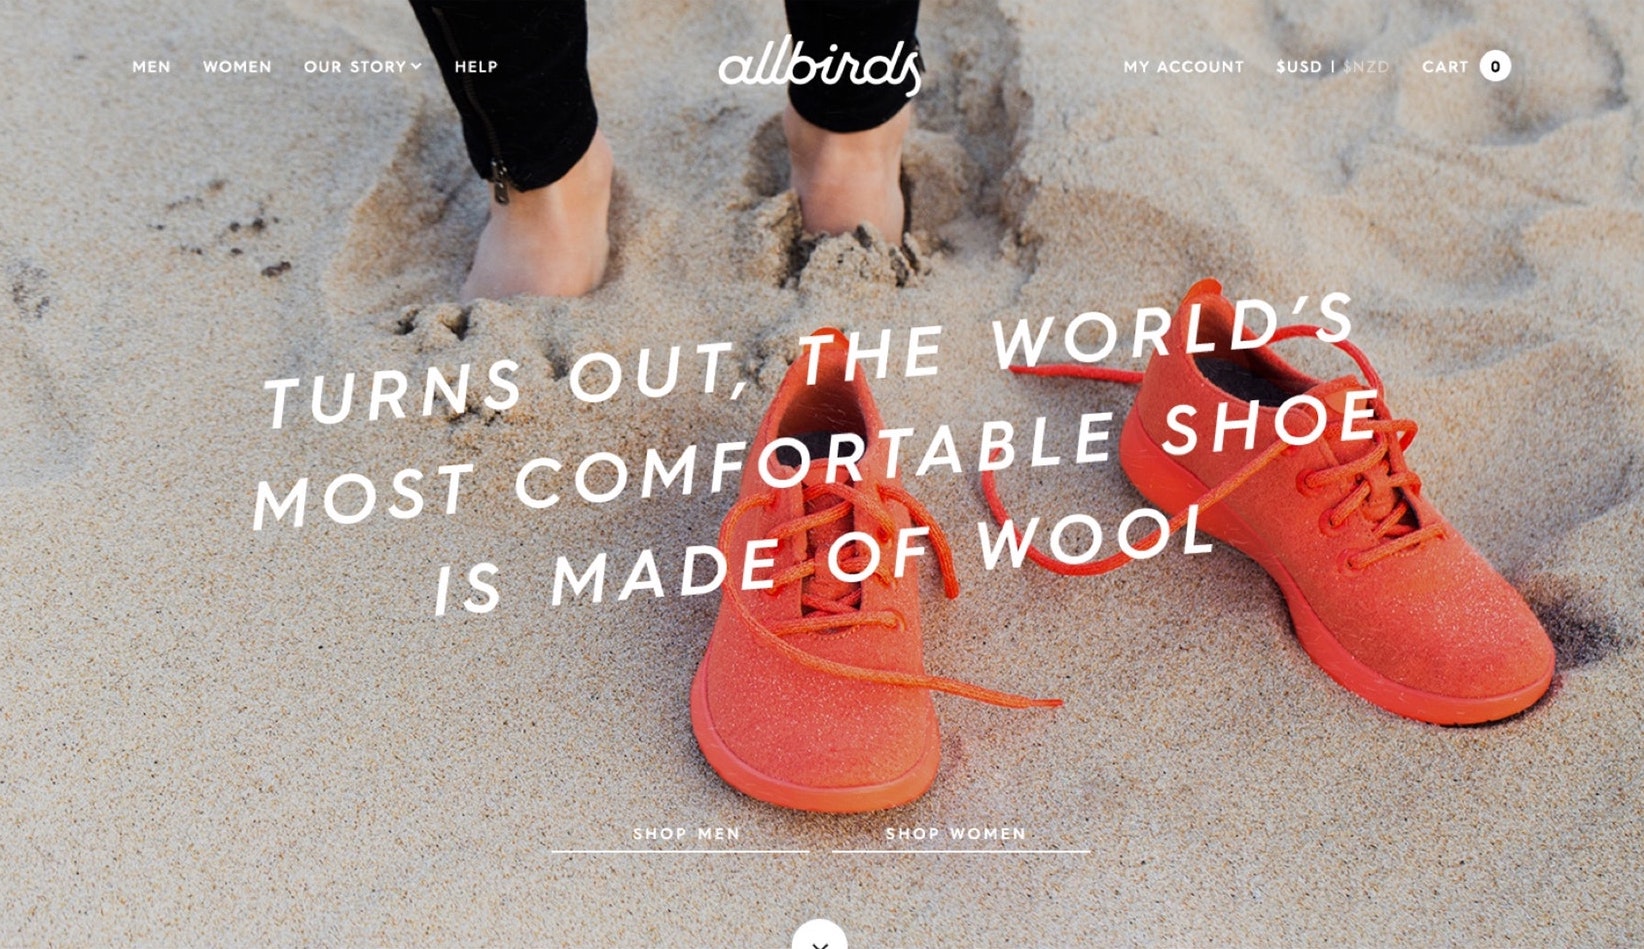 MEN WOMEN OUR STORY HELP allbirds MY ACCOUNT $USD | $NZD CART 0
TURNS OUT, THE WORLD'S
MOST COMFORTABLE SHOE
IS MADE OF WOOL
SHOP MEN SHOP WOMEN